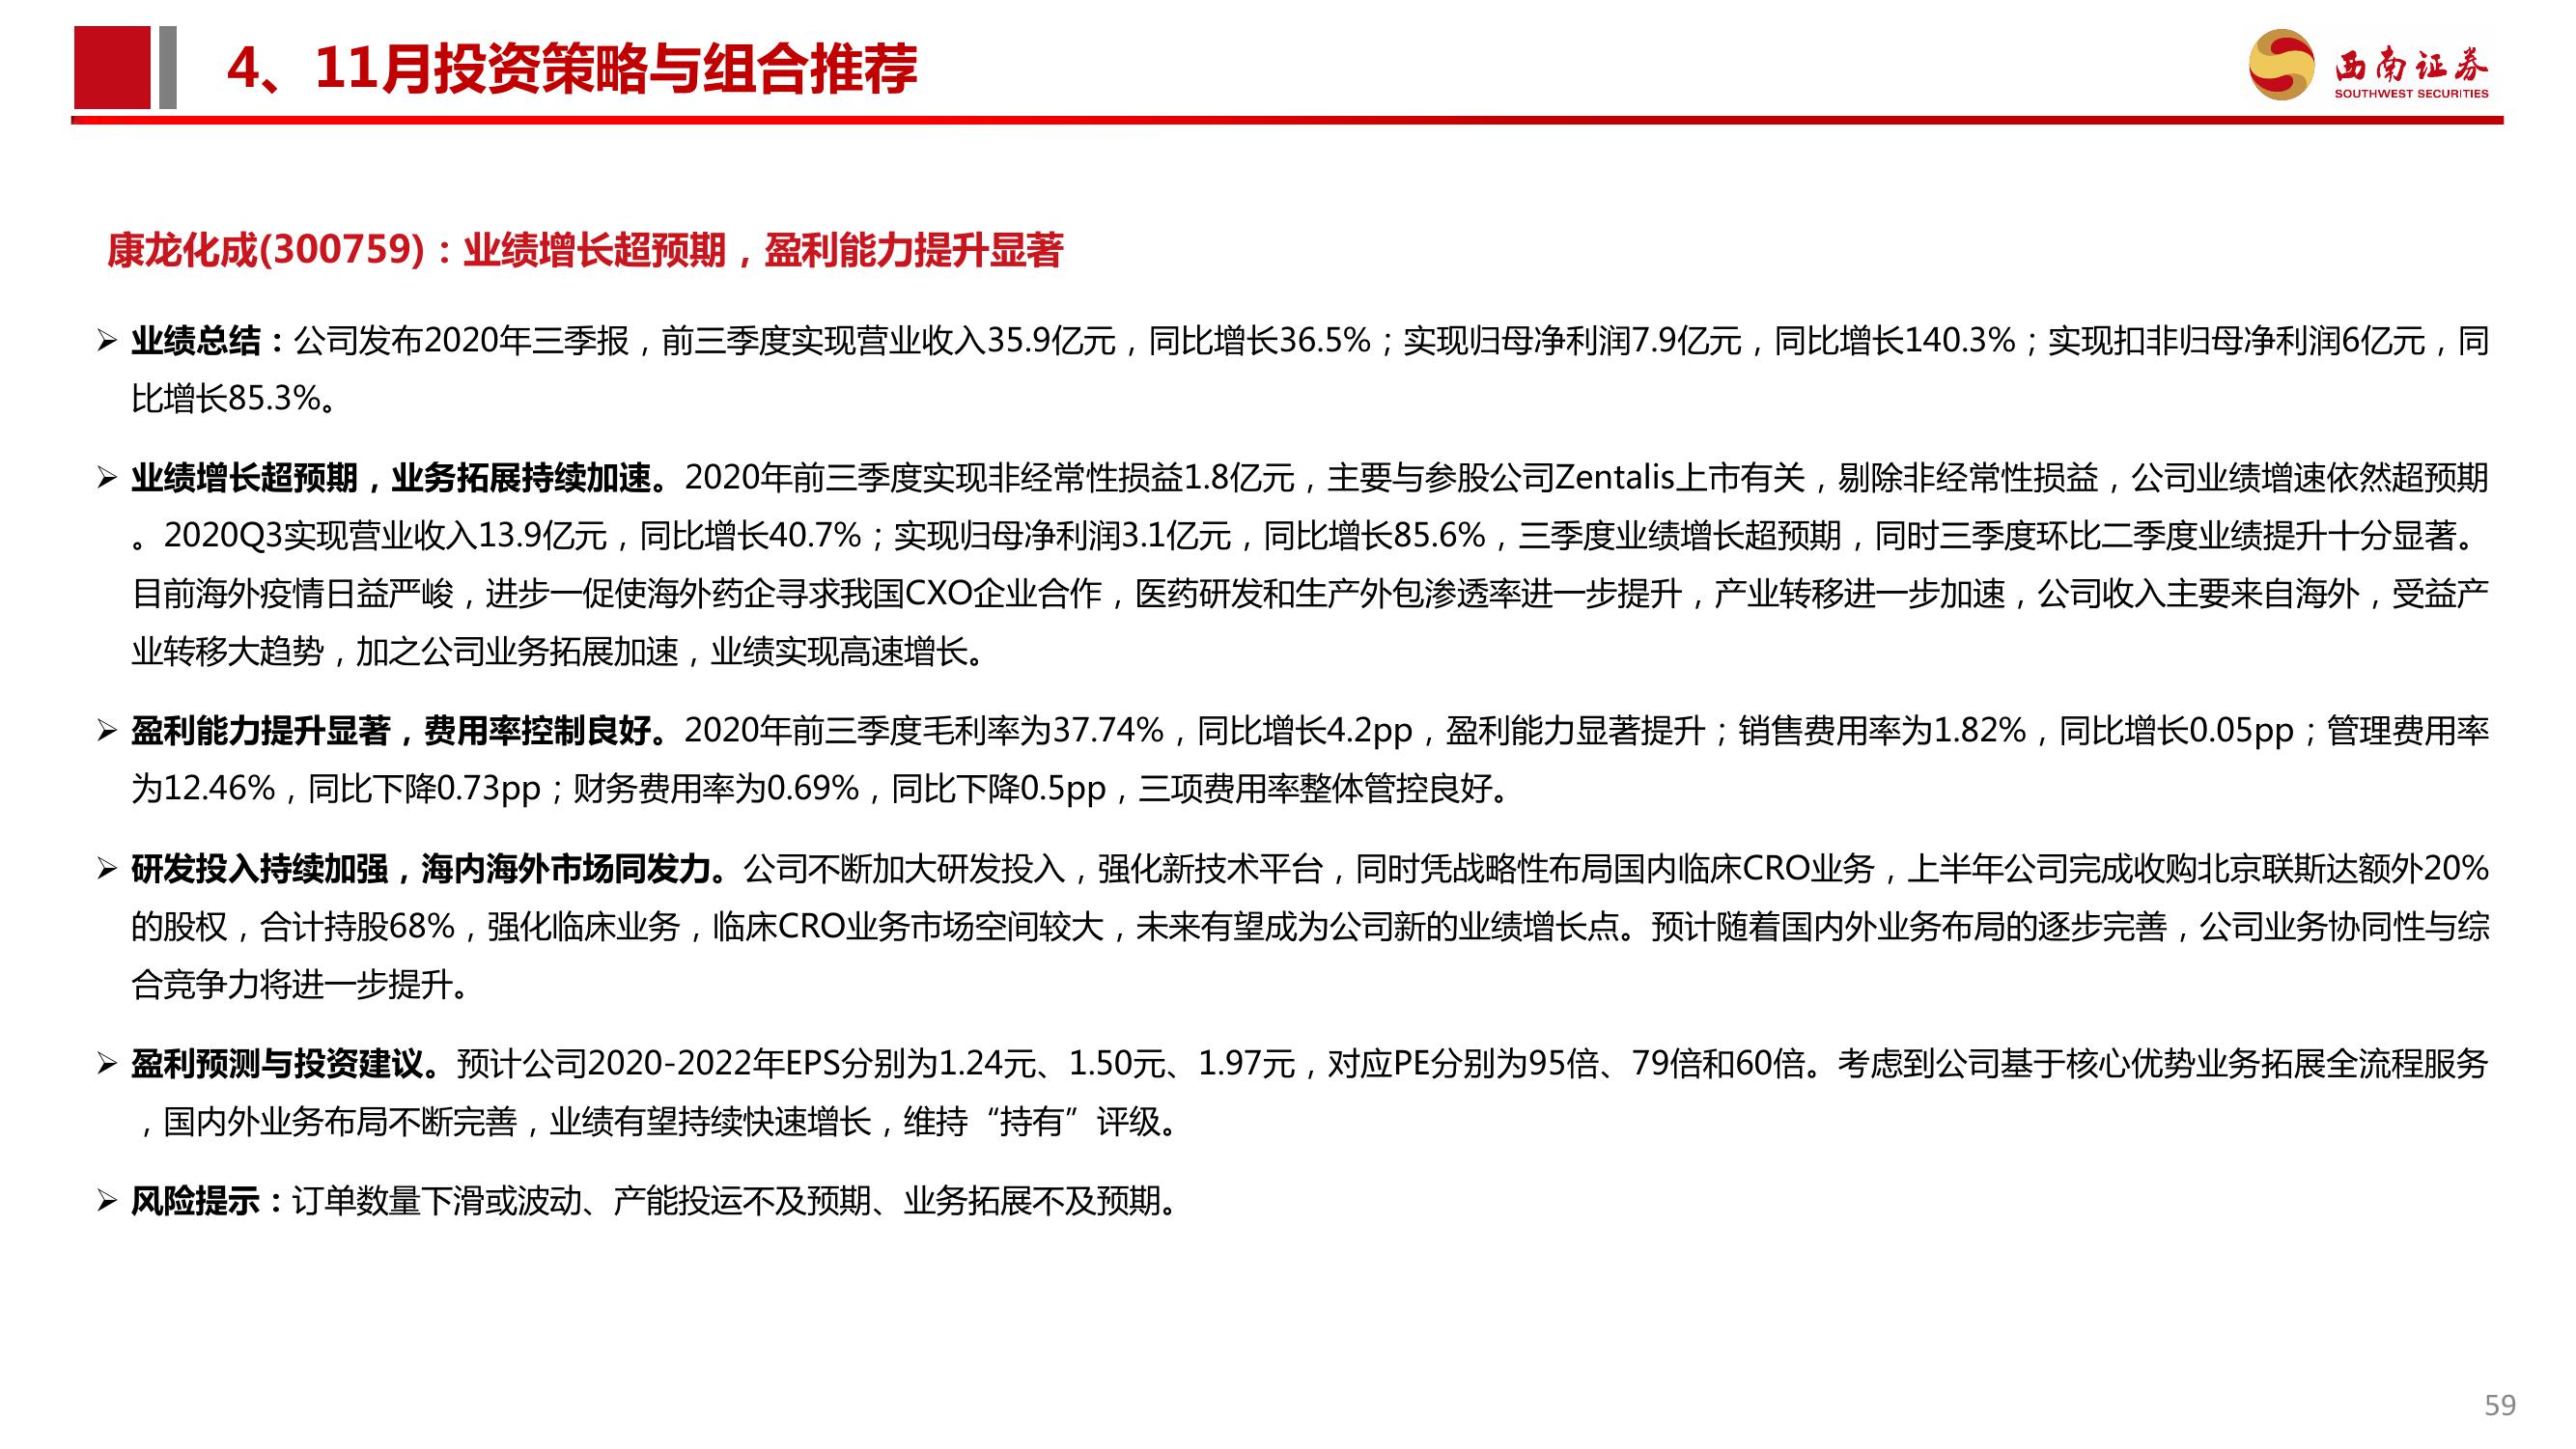 4、11月投资策略与组合推荐
西南证券
SOUTHWEST SECURITIES
康龙化成(300759)：业绩增长超预期，盈利能力提升显著
➢ 业绩总结：公司发布2020年三季报，前三季度实现营业收入35.9亿元，同比增长36.5%；实现归母净利润7.9亿元，同比增长140.3%；实现扣非归母净利润6亿元，同
比增长85.3%。
➢ 业绩增长超预期，业务拓展持续加速。2020年前三季度实现非经常性损益1.8亿元，主要与参股公司Zentalis上市有关，剔除非经常性损益，公司业绩增速依然超预期
。2020Q3实现营业收入13.9亿元，同比增长40.7%；实现归母净利润3.1亿元，同比增长85.6%，三季度业绩增长超预期，同时三季度环比二季度业绩提升十分显著。
目前海外疫情日益严峻，进步一促使海外药企寻求我国CXO企业合作，医药研发和生产外包渗透率进一步提升，产业转移进一步加速，公司收入主要来自海外，受益产
业转移大趋势，加之公司业务拓展加速，业绩实现高速增长。
➢ 盈利能力提升显著，费用率控制良好。2020年前三季度毛利率为37.74%，同比增长4.2pp，盈利能力显著提升；销售费用率为1.82%，同比增长0.05pp；管理费用率
为12.46%，同比下降0.73pp；财务费用率为0.69%，同比下降0.5pp，三项费用率整体管控良好。
➢ 研发投入持续加强，海内海外市场同发力。公司不断加大研发投入，强化新技术平台，同时凭战略性布局国内临床CRO业务，上半年公司完成收购北京联斯达额外20%
的股权，合计持股68%，强化临床业务，临床CRO业务市场空间较大，未来有望成为公司新的业绩增长点。预计随着国内外业务布局的逐步完善，公司业务协同性与综
合竞争力将进一步提升。
➢ 盈利预测与投资建议。预计公司2020-2022年EPS分别为1.24元、1.50元、1.97元，对应PE分别为95倍、79倍和60倍。考虑到公司基于核心优势业务拓展全流程服务
，国内外业务布局不断完善，业绩有望持续快速增长，维持“持有”评级。
➢ 风险提示：订单数量下滑或波动、产能投运不及预期、业务拓展不及预期。
59